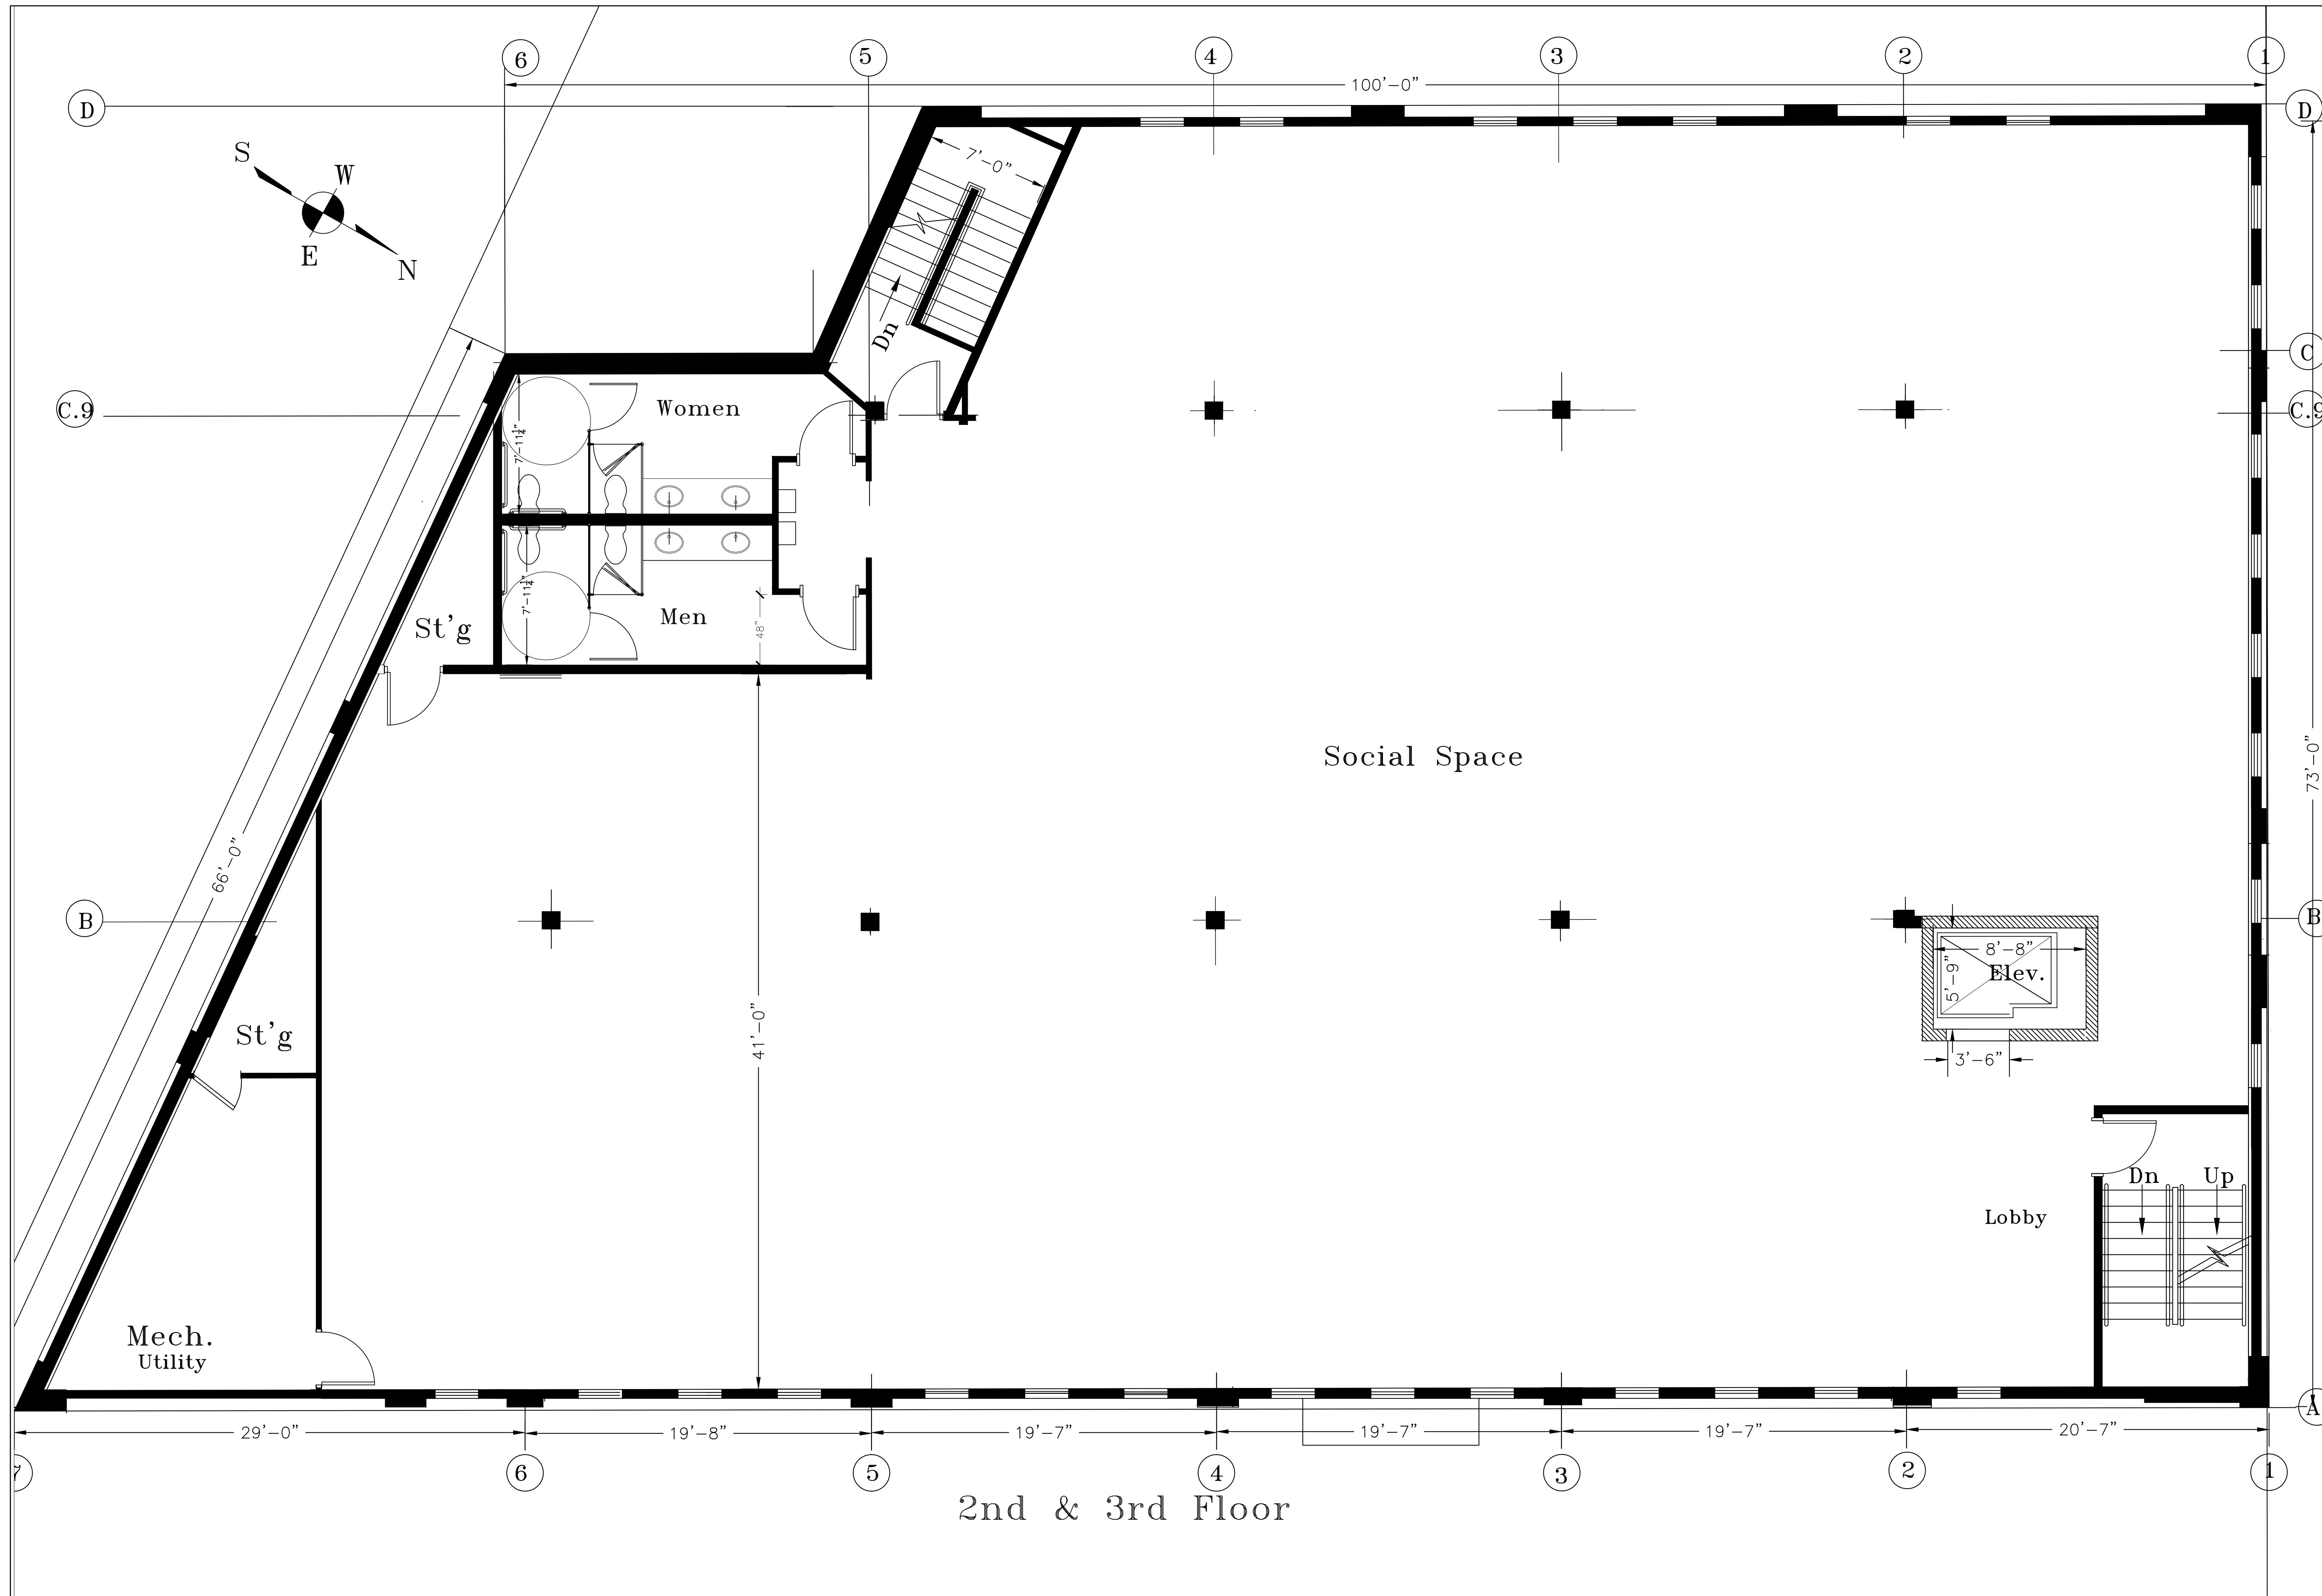 6
5
4
3
2
1
100'-0"
D
D
S
W
E
N
7'-0"
Dn
C
C.9
C.9
Women
7'-11¼"
7'-11¼"
Men
48"
St'g
Social Space
73'-0"
66'-0"
B
B
41'-0"
8'-8"
5'-9"
Elev.
3'-6"
St'g
Dn
Up
Lobby
Mech.
Utility
A
29'-0"
19'-8"
19'-7"
19'-7"
19'-7"
20'-7"
7
6
5
4
3
2
1
2nd & 3rd Floor